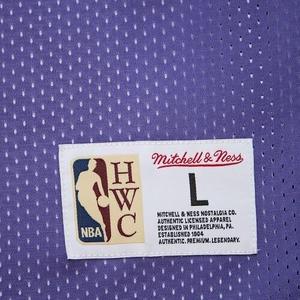 Mitchell & Ness
NBA
H
W
C
L
MITCHELL & NESS NOSTALGIA CO.
AUTHENTIC LICENSED APPAREL
DESIGNED IN PHILADELPHIA, PA.
ESTABLISHED 1904
AUTHENTIC. PREMIUM. LEGENDARY.